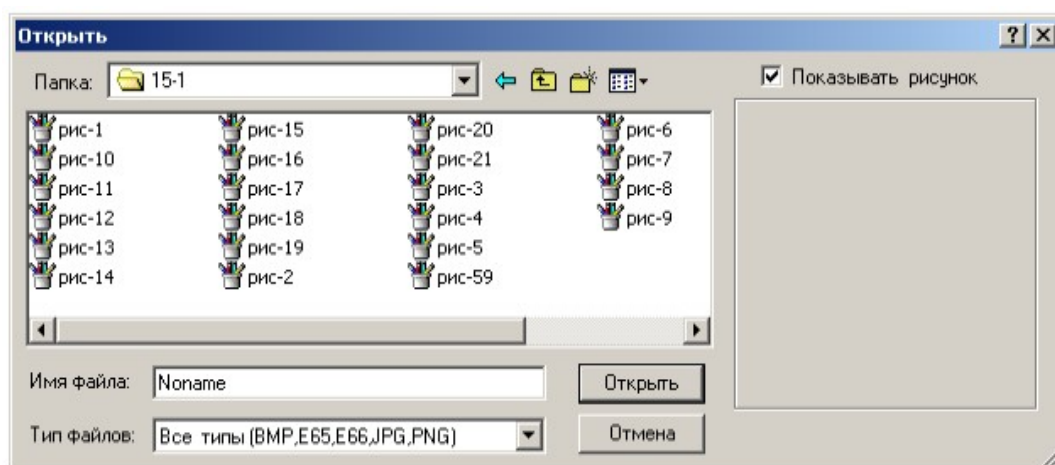 Открыть
Папка: 15-1
Показывать рисунок
рис-1 рис-15 рис-20 рис-6
рис-10 рис-16 рис-21 рис-7
рис-11 рис-17 рис-3 рис-8
рис-12 рис-18 рис-4 рис-9
рис-13 рис-19 рис-5
рис-14 рис-2 рис-59
Имя файла: Noname Открыть
Тип файлов: Все типы (BMP,E65,E66,JPG,PNG) Отмена